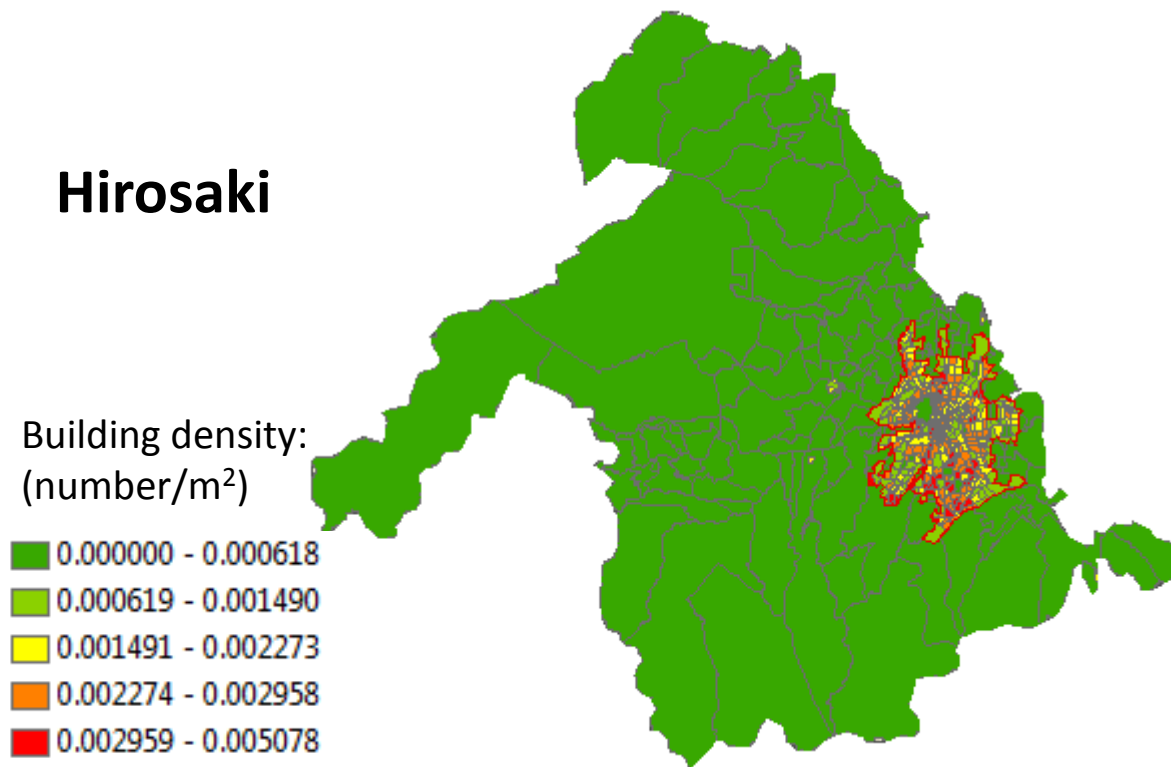 Hirosaki
Building density:
(number/m²)
0.000000 - 0.000618
0.000619 - 0.001490
0.001491 - 0.002273
0.002274 - 0.002958
0.002959 - 0.005078